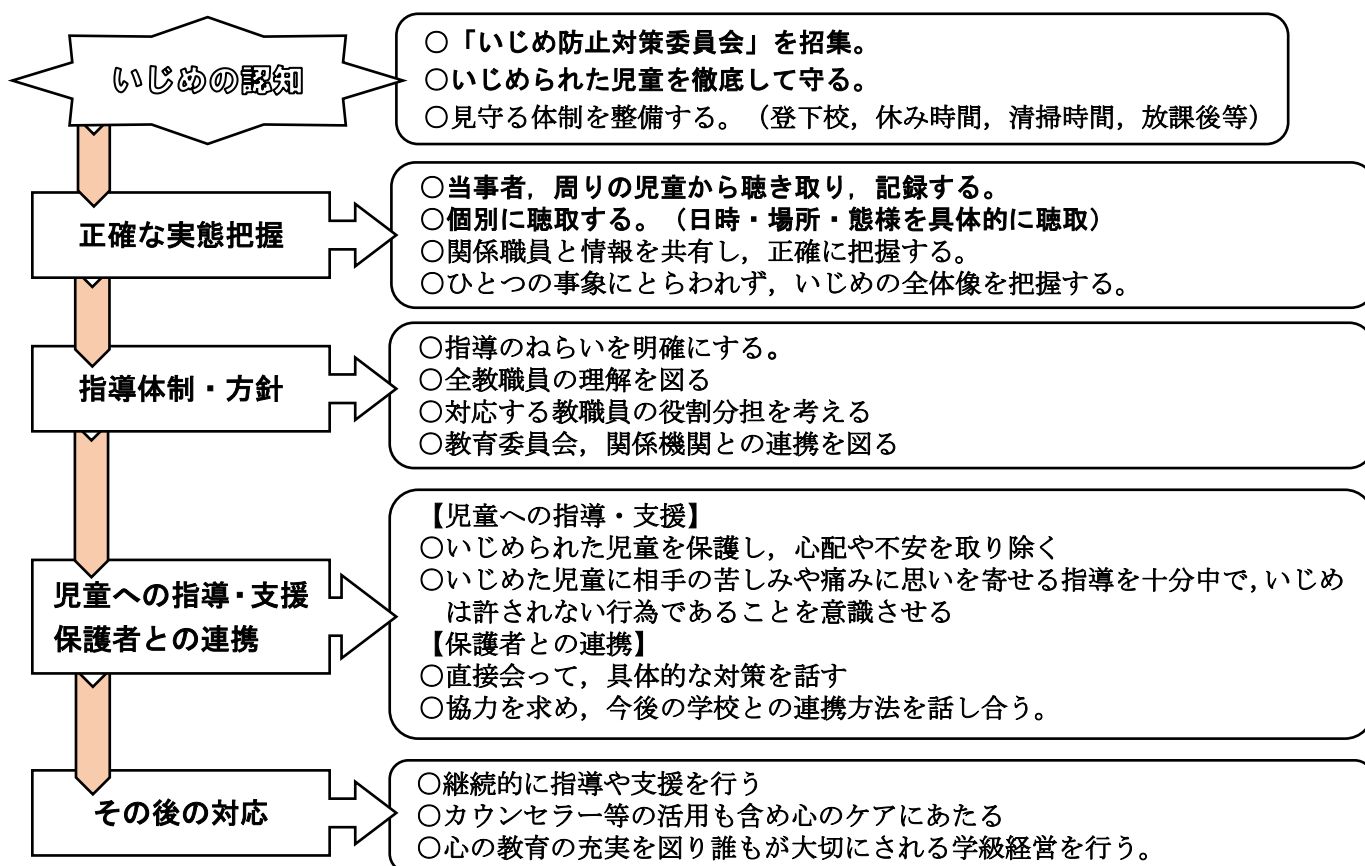 いじめの認知
○「いじめ防止対策委員会」を招集。
○いじめられた児童を徹底して守る。
○見守る体制を整備する。（登下校，休み時間，清掃時間，放課後等）
正確な実態把握
○当事者，周りの児童から聴き取り，記録する。
○個別に聴取する。（日時・場所・態様を具体的に聴取）
○関係職員と情報を共有し，正確に把握する。
○ひとつの事象にとらわれず，いじめの全体像を把握する。
指導体制・方針
○指導のねらいを明確にする。
○全教職員の理解を図る
○対応する教職員の役割分担を考える
○教育委員会，関係機関との連携を図る
児童への指導・支援
保護者との連携
【児童への指導・支援】
○いじめられた児童を保護し，心配や不安を取り除く
○いじめた児童に相手の苦しみや痛みに思いを寄せる指導を十分中で，いじめ
は許されない行為であることを意識させる
【保護者との連携】
○直接会って，具体的な対策を話す
○協力を求め，今後の学校との連携方法を話し合う。
その後の対応
○継続的に指導や支援を行う
○カウンセラー等の活用も含め心のケアにあたる
○心の教育の充実を図り誰もが大切にされる学級経営を行う。